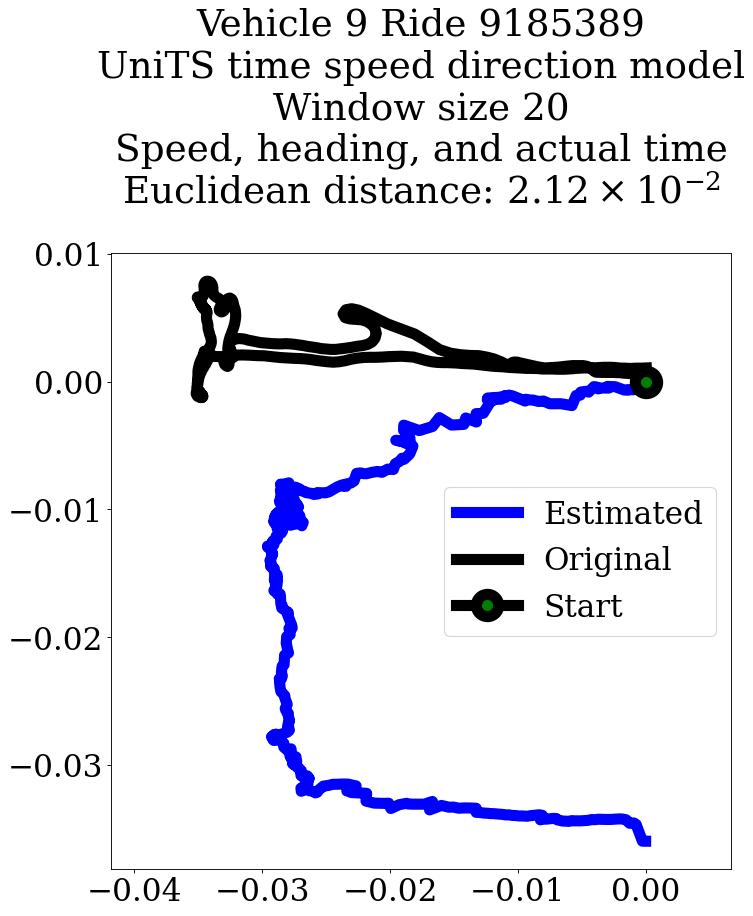 Vehicle 9 Ride 9185389
UniTS time speed direction model
Window size 20
Speed, heading, and actual time
Euclidean distance: 2.12 × 10⁻²
0.01
0.00
−0.01
−0.02
−0.03
Estimated
Original
Start
−0.04 −0.03 −0.02 −0.01 0.00